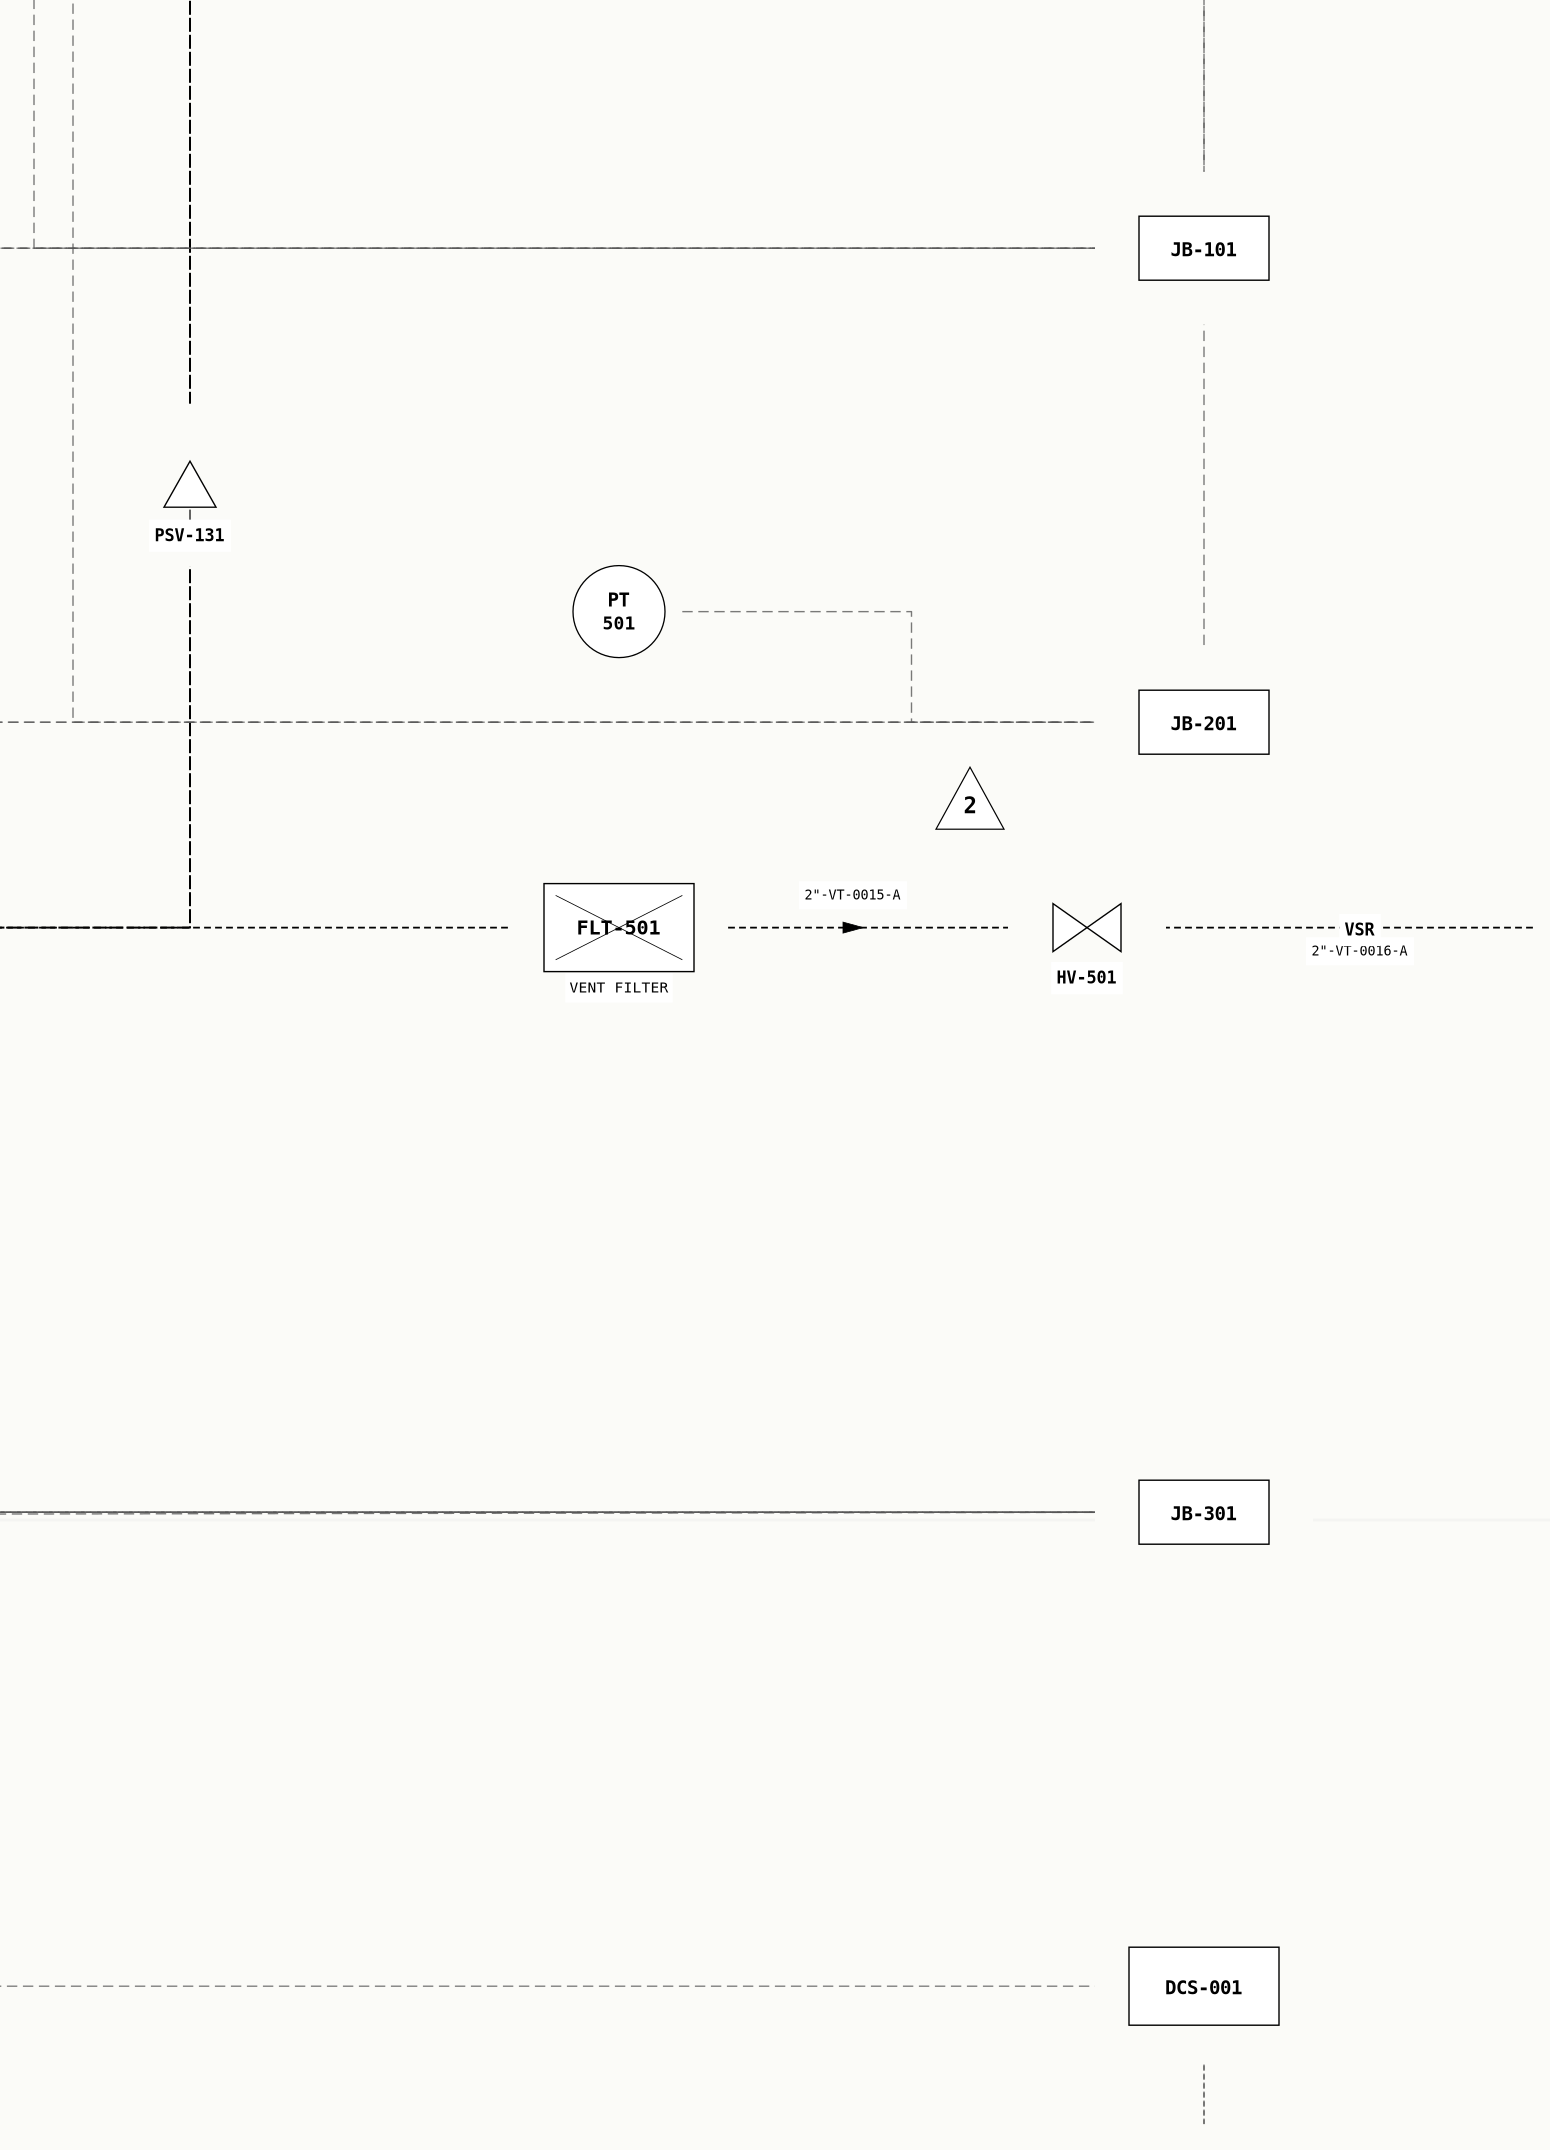 JB-101
PSV-131
PT
501
JB-201
2
2"-VT-0015-A
FLT-501
VSR
2"-VT-0016-A
HV-501
VENT FILTER
JB-301
DCS-001